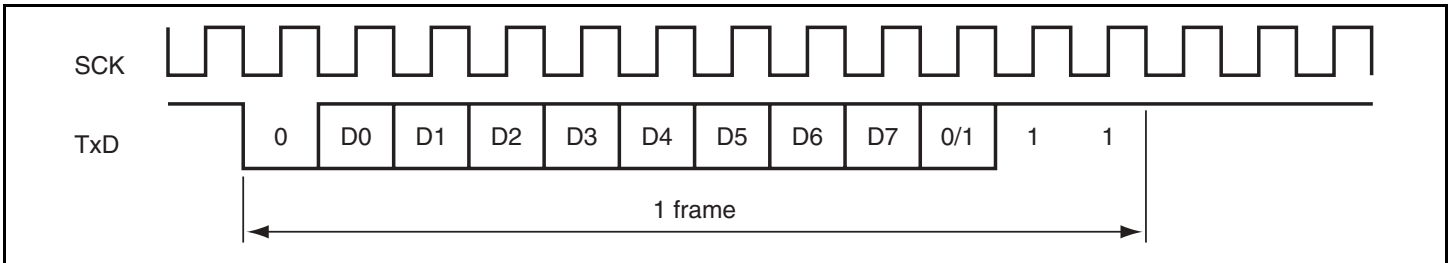 SCK
TxD 0 D0 D1 D2 D3 D4 D5 D6 D7 0/1 1 1
1 frame